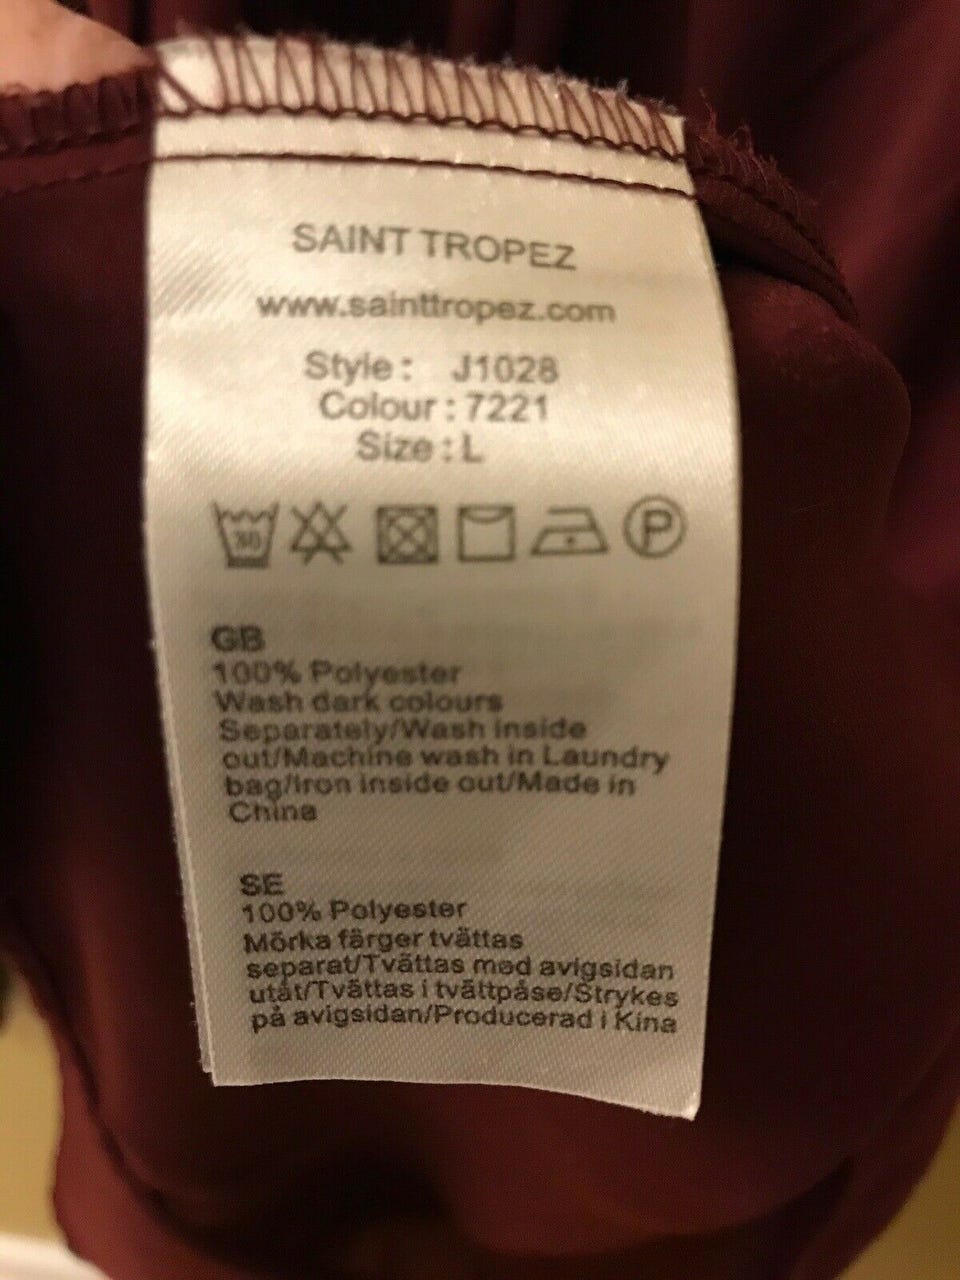 SAINT TROPEZ
www.sainttropez.com
Style : J1028
Colour : 7221
Size : L
30 P
GB
100% Polyester
Wash dark colours
Separately/Wash inside
out/Machine wash in Laundry
bag/Iron inside out/Made in
China
SE
100% Polyester
Mörka färger tvättas
separat/Tvättas med avigsidan
utåt/Tvättas i tvättpåse/Strykes
på avigsidan/Producerad i Kina